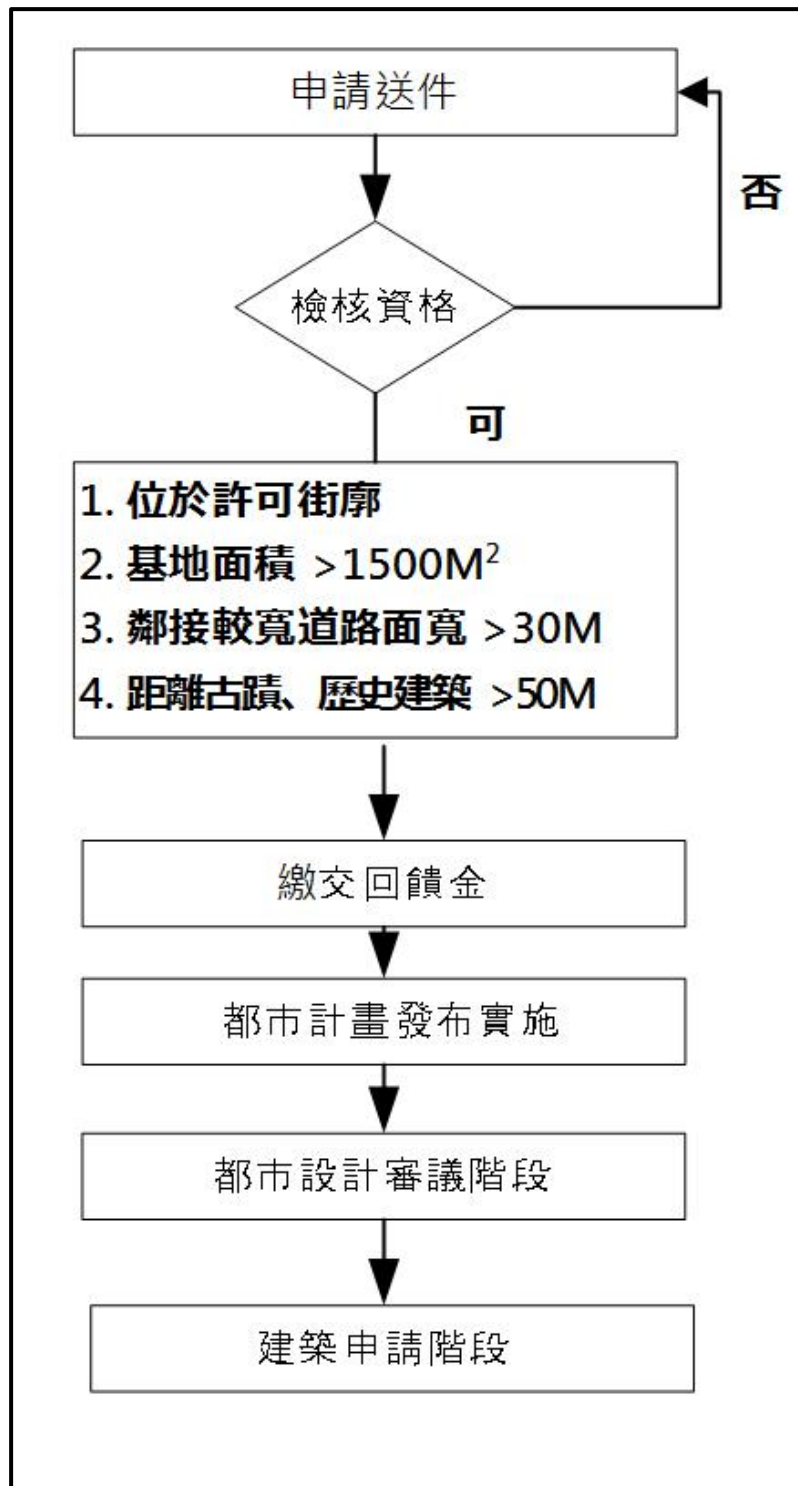 申請送件
否
檢核資格
可
1. 位於許可街廓
2. 基地面積 >1500M²
3. 鄰接較寬道路面寬 >30M
4. 距離古蹟、歷史建築 >50M
繳交回饋金
都市計畫發布實施
都市設計審議階段
建築申請階段